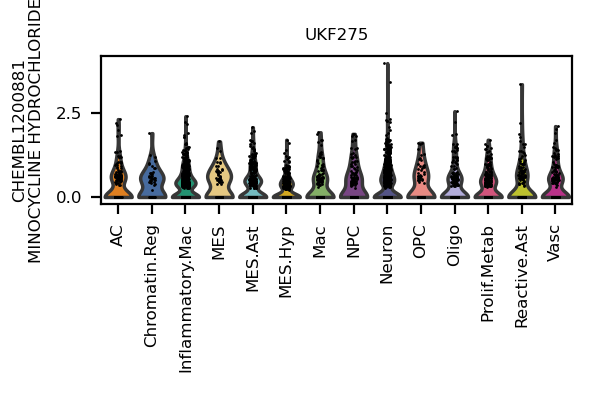 UKF275
CHEMBL1200881
MINOCYCLINE HYDROCHLORIDE
2.5
0.0
AC
Chromatin.Reg
Inflammatory.Mac
MES
MES.Ast
MES.Hyp
Mac
NPC
Neuron
OPC
Oligo
Prolif.Metab
Reactive.Ast
Vasc